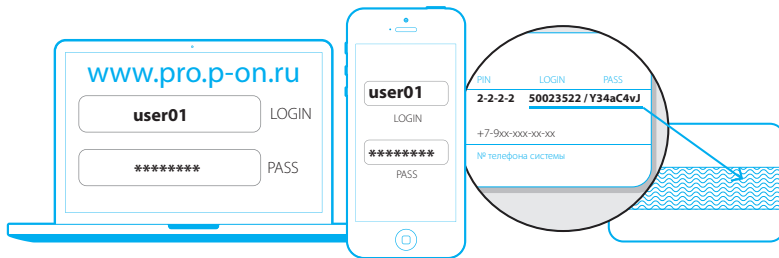 www.pro.p-on.ru
user01
LOGIN
********
PASS
user01
LOGIN
********
PASS
PIN LOGIN PASS
2-2-2-2 50023522 / Y34aC4vJ
+7-9xx-xxx-xx-xx
№ телефона системы